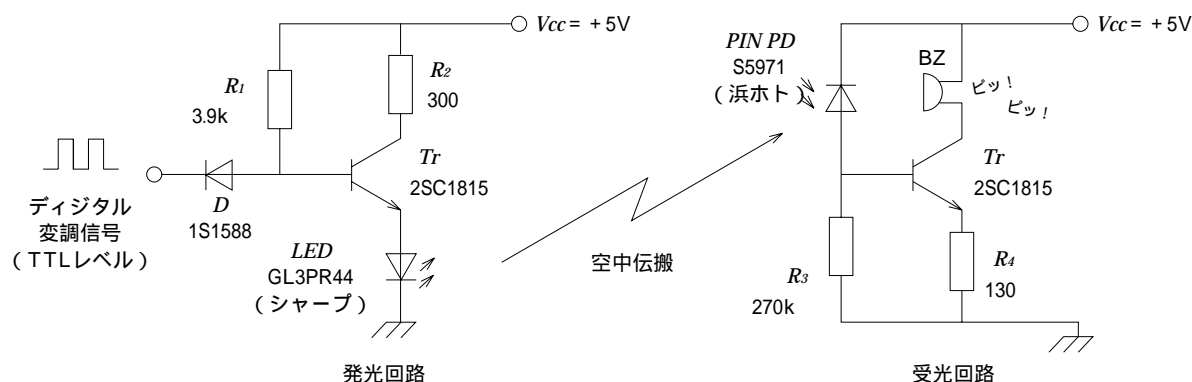 Vcc = +5V
R1
3.9k
R2
300
Tr
2SC1815
D
1S1588
ディジタル
変調信号
(TTLレベル)
LED
GL3PR44
(シャープ)
発光回路
空中伝搬
Vcc = +5V
PIN PD
S5971
(浜ホト)
BZ
ピッ!
ピッ!
Tr
2SC1815
R3
270k
R4
130
受光回路